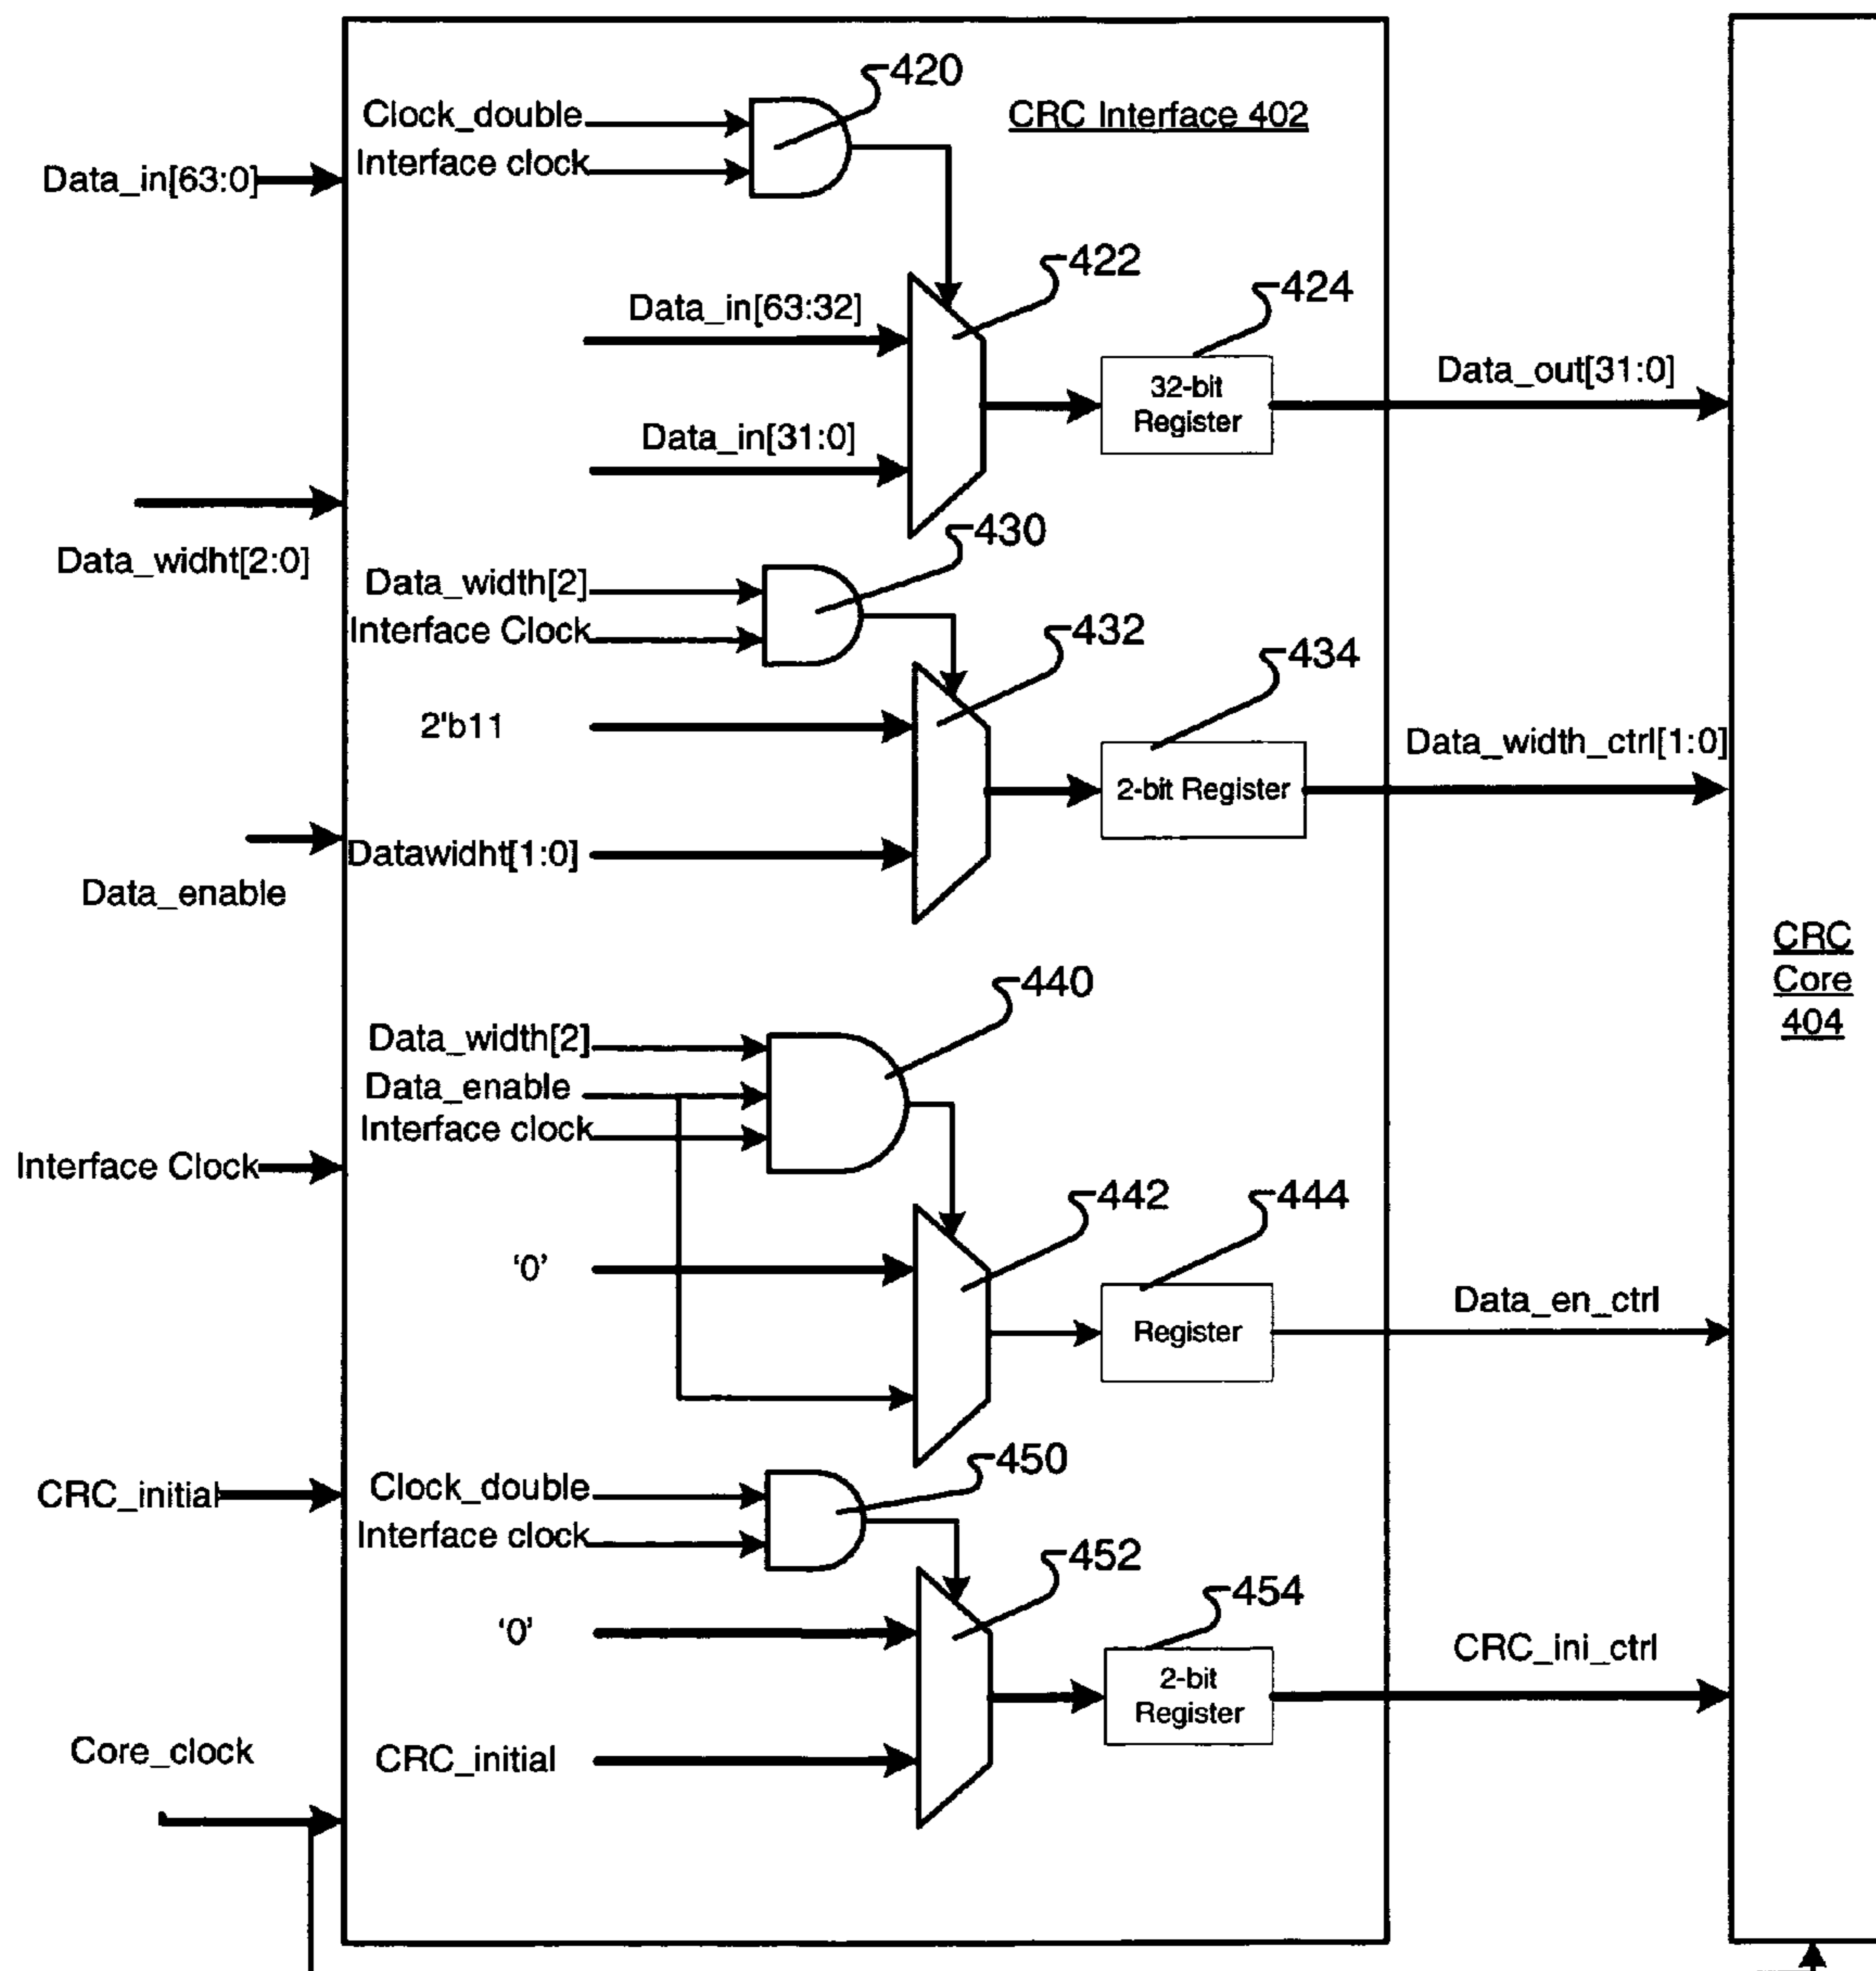 420
Clock_double
CRC Interface 402
Interface clock
Data_in[63:0]
422
424
Data_in[63:32]
32-bit
Register
Data_out[31:0]
Data_in[31:0]
430
Data_widht[2:0]
Data_width[2]
Interface Clock
432
434
2'b11
2-bit Register
Data_width_ctrl[1:0]
Datawidht[1:0]
Data_enable
CRC
Core
404
440
Data_width[2]
Data_enable
Interface clock
Interface Clock
442
444
'0'
Register
Data_en_ctrl
450
CRC_initial
Clock_double
Interface clock
452
454
'0'
2-bit
Register
CRC_ini_ctrl
Core_clock
CRC_initial